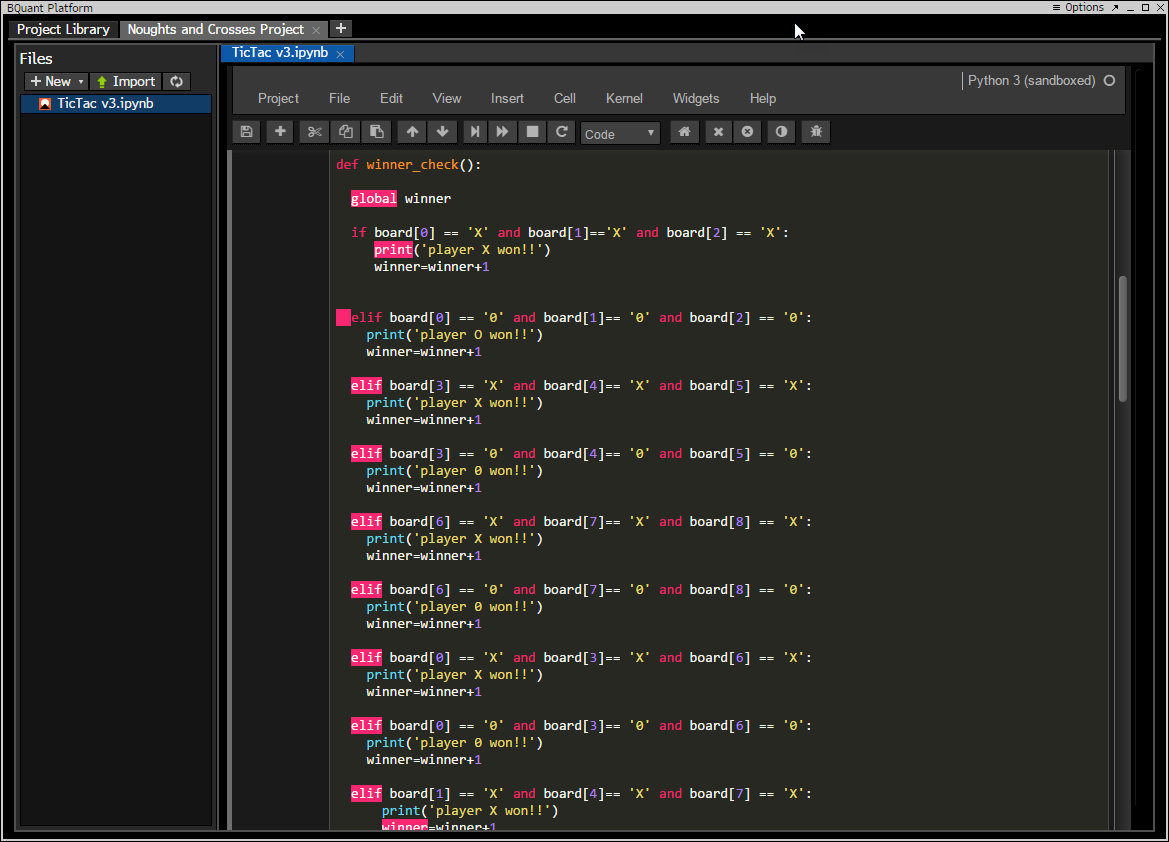 BQuant Platform
Options
Project Library
Noughts and Crosses Project
Files
New
Import
TicTac v3.ipynb
TicTac v3.ipynb
Python 3 (sandboxed)
Project File Edit View Insert Cell Kernel Widgets Help
Code
def winner_check():
global winner
if board[0] == 'X' and board[1]=='X' and board[2] == 'X':
print('player X won!!')
winner=winner+1
elif board[0] == '0' and board[1]== '0' and board[2] == '0':
print('player O won!!')
winner=winner+1
elif board[3] == 'X' and board[4]== 'X' and board[5] == 'X':
print('player X won!!')
winner=winner+1
elif board[3] == '0' and board[4]== '0' and board[5] == '0':
print('player 0 won!!')
winner=winner+1
elif board[6] == 'X' and board[7]== 'X' and board[8] == 'X':
print('player X won!!')
winner=winner+1
elif board[6] == '0' and board[7]== '0' and board[8] == '0':
print('player 0 won!!')
winner=winner+1
elif board[0] == 'X' and board[3]== 'X' and board[6] == 'X':
print('player X won!!')
winner=winner+1
elif board[0] == '0' and board[3]== '0' and board[6] == '0':
print('player 0 won!!')
winner=winner+1
elif board[1] == 'X' and board[4]== 'X' and board[7] == 'X':
print('player X won!!')
winner=winner+1